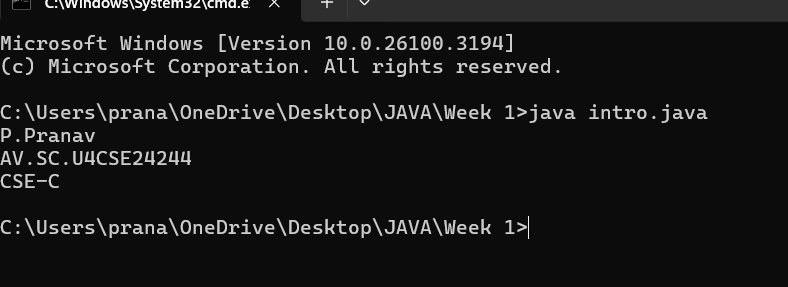 C:\Windows\System32\cmd.e
Microsoft Windows [Version 10.0.26100.3194]
(c) Microsoft Corporation. All rights reserved.
C:\Users\prana\OneDrive\Desktop\JAVA\Week 1>java intro.java
P.Pranav
AV.SC.U4CSE24244
CSE-C
C:\Users\prana\OneDrive\Desktop\JAVA\Week 1>